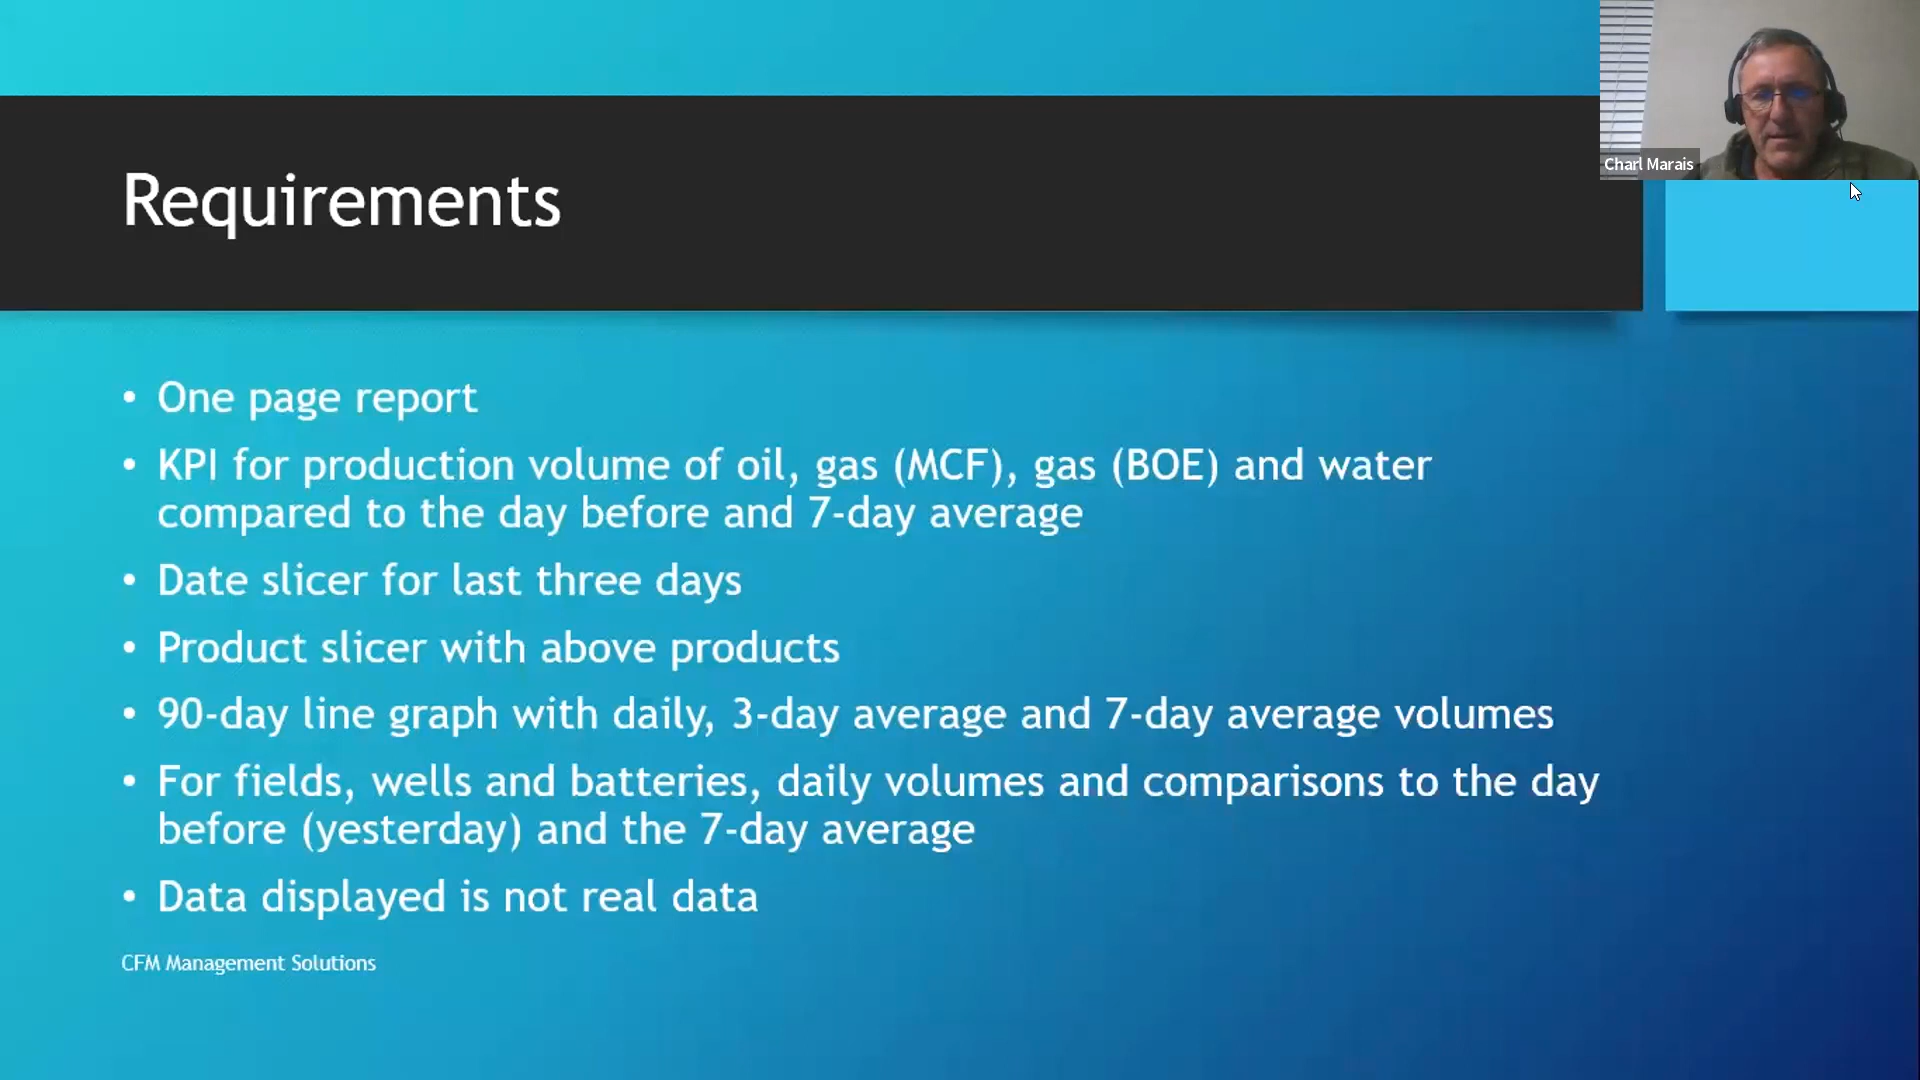 Charl Marais
Requirements
• One page report
• KPI for production volume of oil, gas (MCF), gas (BOE) and water
compared to the day before and 7-day average
• Date slicer for last three days
• Product slicer with above products
• 90-day line graph with daily, 3-day average and 7-day average volumes
• For fields, wells and batteries, daily volumes and comparisons to the day
before (yesterday) and the 7-day average
• Data displayed is not real data
CFM Management Solutions